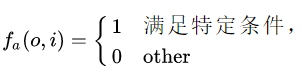 f_a(o, i) = { 1 满足特定条件，
0 other